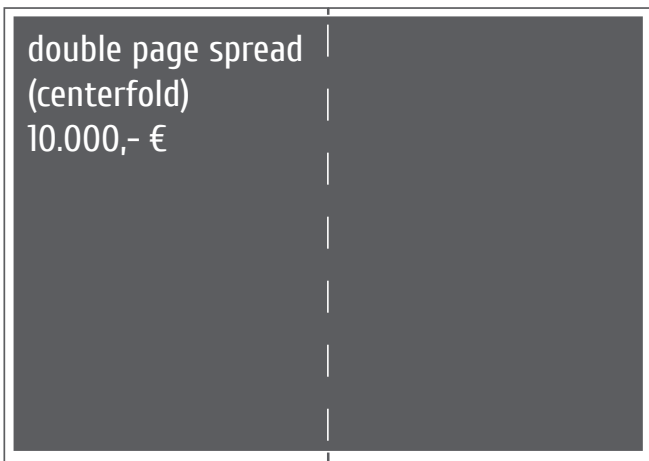 double page spread
(centerfold)
10.000,- €